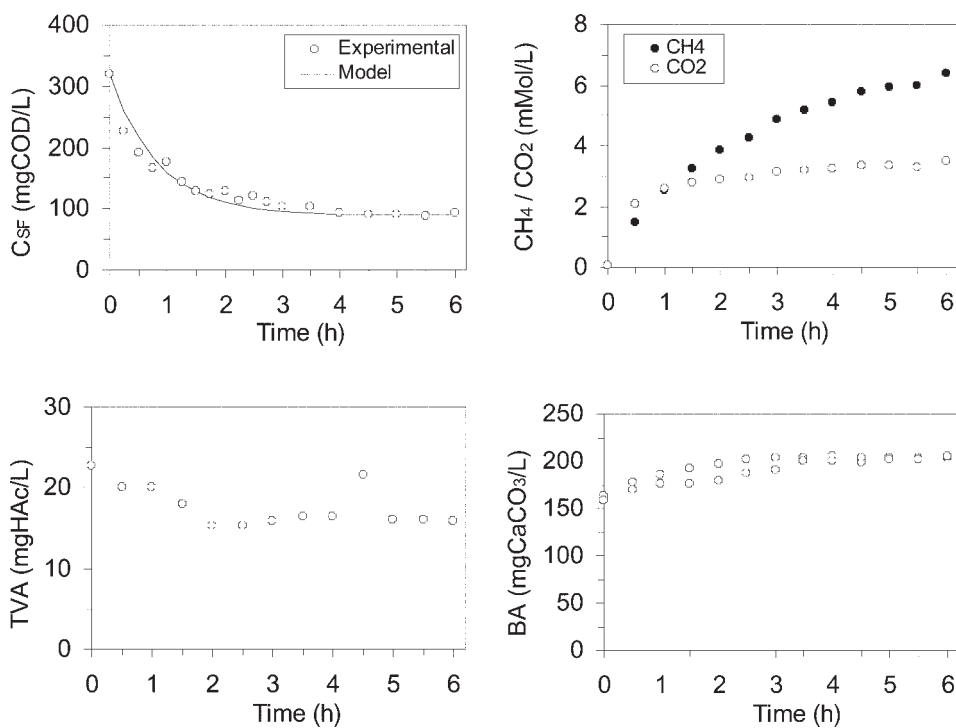 400
300
200
100
0
CSF (mgCOD/L)
Experimental
Model
0 1 2 3 4 5 6
Time (h)
8
6
4
2
0
CH4 / CO2 (mMol/L)
CH4
CO2
0 1 2 3 4 5 6
Time (h)
30
20
10
0
TVA (mgHAc/L)
0 1 2 3 4 5 6
Time (h)
250
200
150
100
50
0
BA (mgCaCO3/L)
0 1 2 3 4 5 6
Time (h)